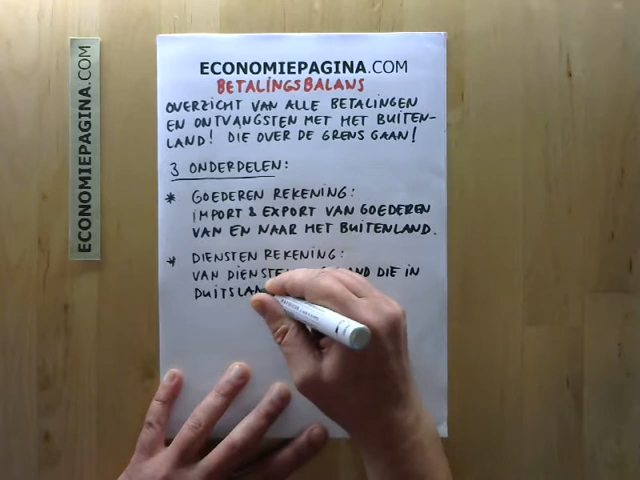 ECONOMIEPAGINA.COM
ECONOMIEPAGINA.COM
BETALINGSBALANS
OVERZICHT VAN ALLE BETALINGEN
EN ONTVANGSTEN MET HET BUITEN-
LAND! DIE OVER DE GRENS GAAN!
3 ONDERDELEN:
* GOEDEREN REKENING:
IMPORT & EXPORT VAN GOEDEREN
VAN EN NAAR HET BUITENLAND.
* DIENSTEN REKENING:
VAN DIENSTEN DIE IN
DUITSLAN